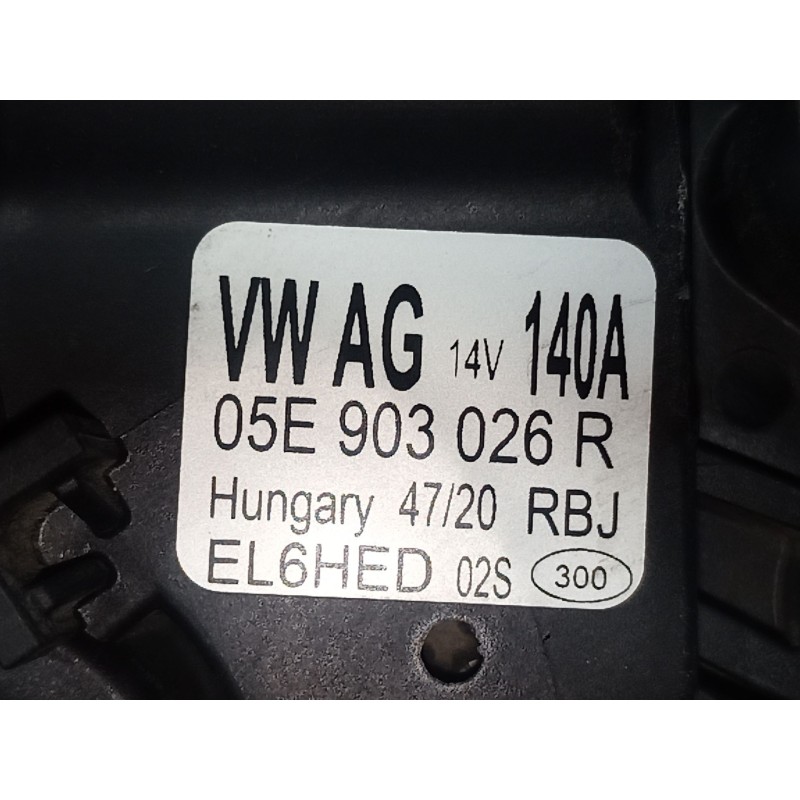 VW AG 14V 140A
05E 903 026 R
Hungary 47/20 RBJ
EL6HED 02S 300